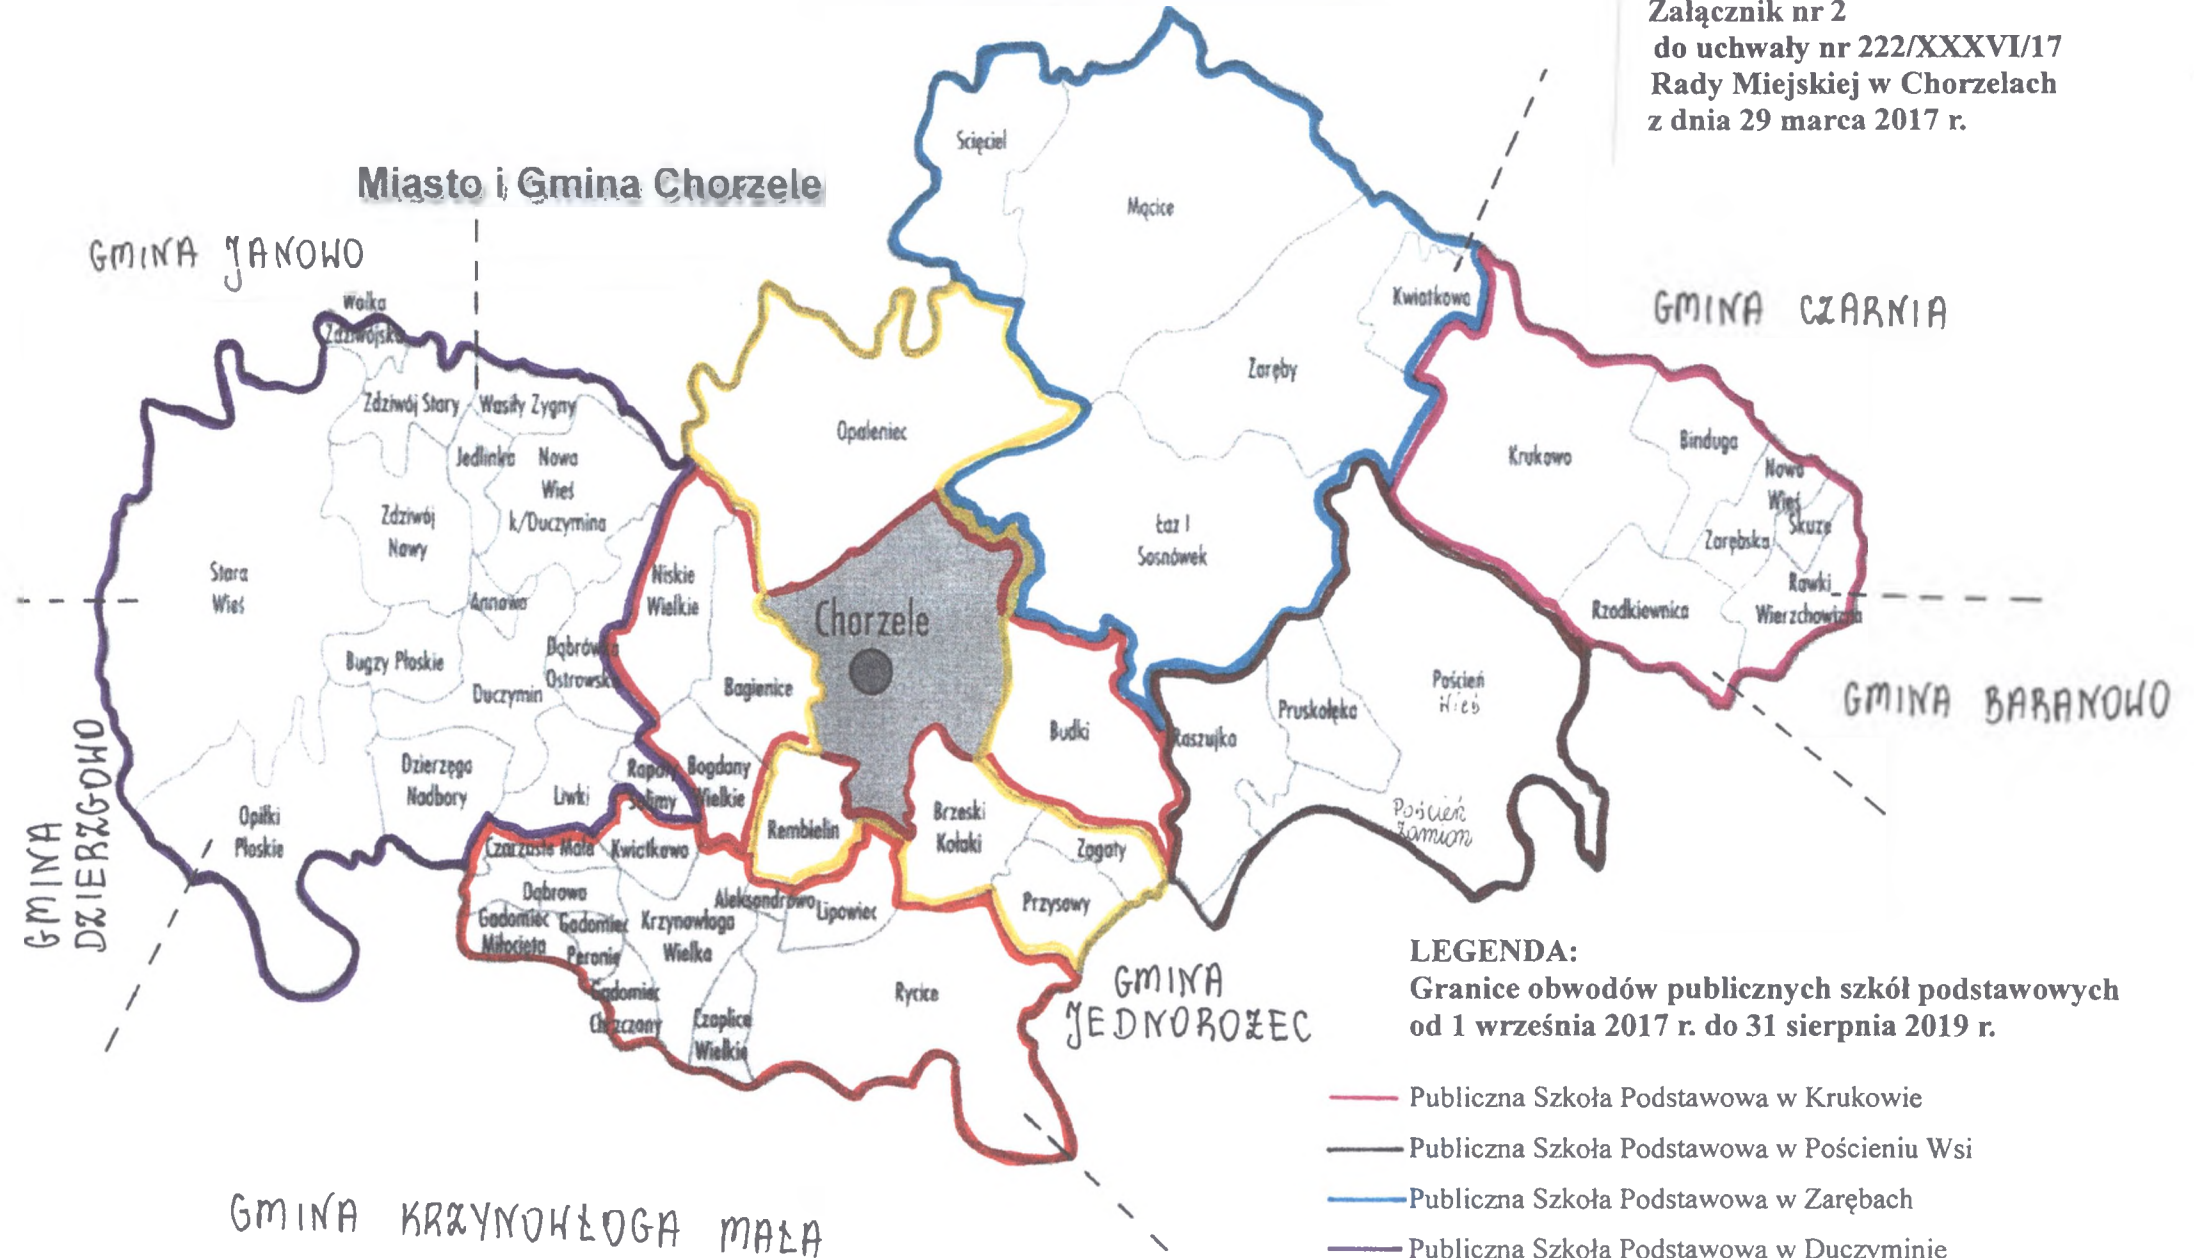 Załącznik nr 2
do uchwały nr 222/XXXVI/17
Rady Miejskiej w Chorzelach
z dnia 29 marca 2017 r.
Miasto i Gmina Chorzele
GMINA JANOWO
GMINA CZARNIA
GMINA BARANOWO
GMINA
JEDNOROŻEC
GMINA KRZYNOWŁOGA MAŁA
GMINA
DZIERZGOWO
Ścięciel
Mącice
Kwiatkowo
Zaręby
Opaleniec
Łaz I
Sosnówek
Wólka
Zdziwójska
Zdziwój Stary
Wasiły Zygny
Jedlinka
Nowa
Wieś
k/Duczymina
Zdziwój
Nowy
Stara
Wieś
Annowo
Bugzy Płoskie
Dąbrówka
Ostrowska
Duczymin
Dzierzęga
Nadbory
Liwki
Opiłki
Płoskie
Niskie
Wielkie
Bagienice
Chorzele
Bogdany
Wielkie
Rapaty
Sulimy
Rembielin
Brzeski
Kołaki
Budki
Zagaty
Przysowy
Raszujka
Pruskołęka
Poścień
Wieś
Poścień
Zamion
Krukowo
Binduga
Nowa
Wieś
Zarębska
Skuze
Rawki
Wierzchowizna
Rzodkiewnica
Czarzaste Małe
Kwiatkowo
Dąbrowa
Gadomiec
Miłocięta
Gadomiec
Peronie
Gadomiec
Chrzczany
Krzynowłoga
Wielka
Aleksandrowo
Lipowiec
Czaplice
Wielkie
Rycice
LEGENDA:
Granice obwodów publicznych szkół podstawowych
od 1 września 2017 r. do 31 sierpnia 2019 r.
Publiczna Szkoła Podstawowa w Krukowie
Publiczna Szkoła Podstawowa w Pościeniu Wsi
Publiczna Szkoła Podstawowa w Zarębach
Publiczna Szkoła Podstawowa w Duczyminie